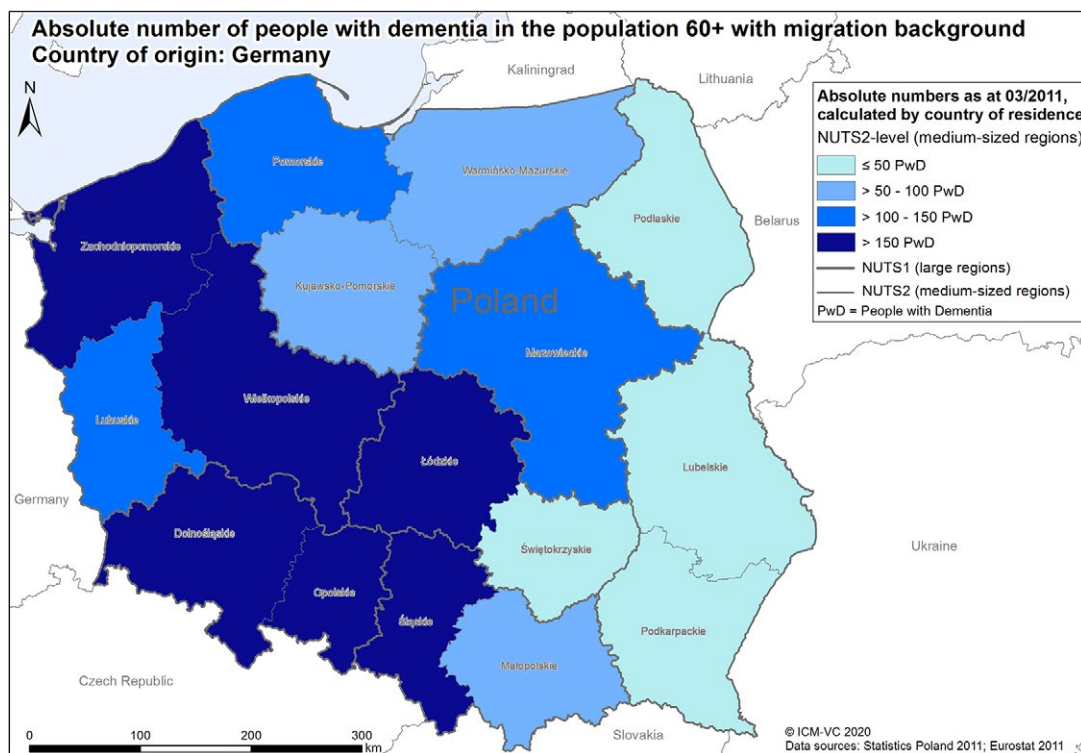 Absolute number of people with dementia in the population 60+ with migration background
Country of origin: Germany
Kaliningrad
Lithuania
N
Absolute numbers as at 03/2011,
calculated by country of residence
NUTS2-level (medium-sized regions)
≤ 50 PwD
> 50 - 100 PwD
> 100 - 150 PwD
> 150 PwD
NUTS1 (large regions)
NUTS2 (medium-sized regions)
PwD = People with Dementia
Pomorskie
Warmińsko-Mazurskie
Podlaskie
Belarus
Zachodniopomorskie
Kujawsko-Pomorskie
Poland
Mazowieckie
Lubuskie
Wielkopolskie
Łódzkie
Lubelskie
Germany
Dolnośląskie
Świętokrzyskie
Ukraine
Opolskie
Śląskie
Podkarpackie
Małopolskie
Czech Republic
Slovakia
0 100 200 300
km
© ICM-VC 2020
Data sources: Statistics Poland 2011; Eurostat 2011